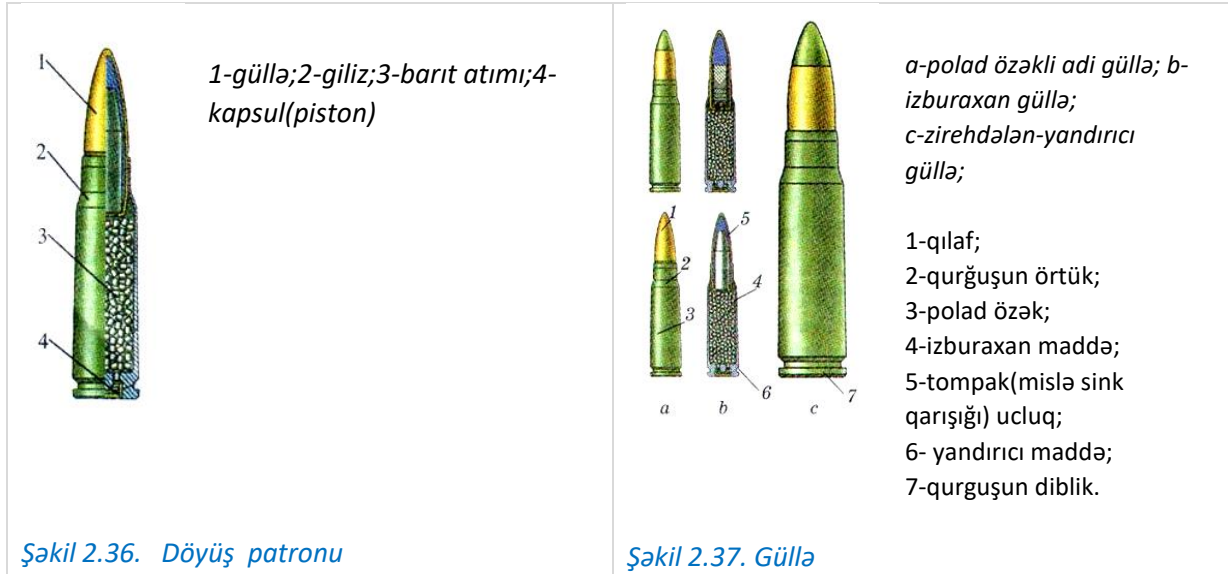 1
2
3
4
1-güllə;2-giliz;3-barıt atımı;4-
kapsul(piston)
Şəkil 2.36. Döyüş patronu
1
2
3
5
4
6
7
a
b
c
a-polad özəkli adi güllə; b-
izburaxan güllə;
c-zirehdələn-yandırıcı
güllə;
1-qılaf;
2-qurğuşun örtük;
3-polad özək;
4-izburaxan maddə;
5-tompak(mislə sink
qarışığı) ucluq;
6- yandırıcı maddə;
7-qurguşun diblik.
Şəkil 2.37. Güllə